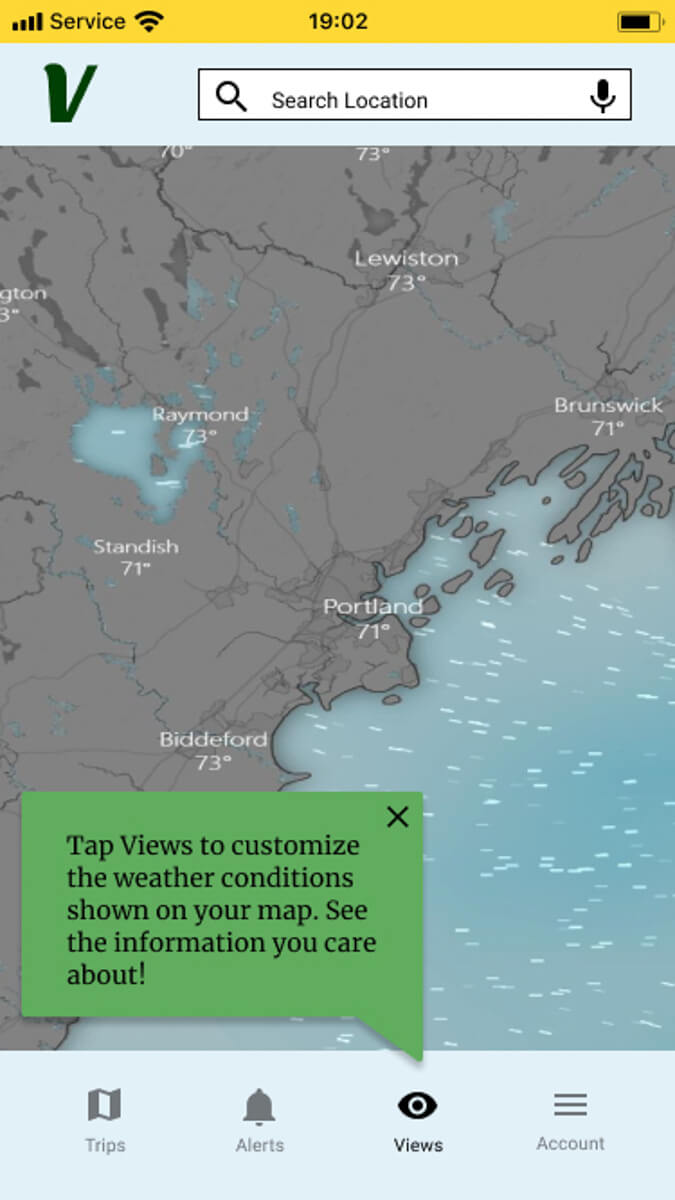 Service 19:02
V
Search Location
70° 73°
Lewiston
73°
gton
3°
Raymond
73°
Brunswick
71°
Standish
71°
Portland
71°
Biddeford
73°
Tap Views to customize
the weather conditions
shown on your map. See
the information you care
about!
Trips Alerts Views Account